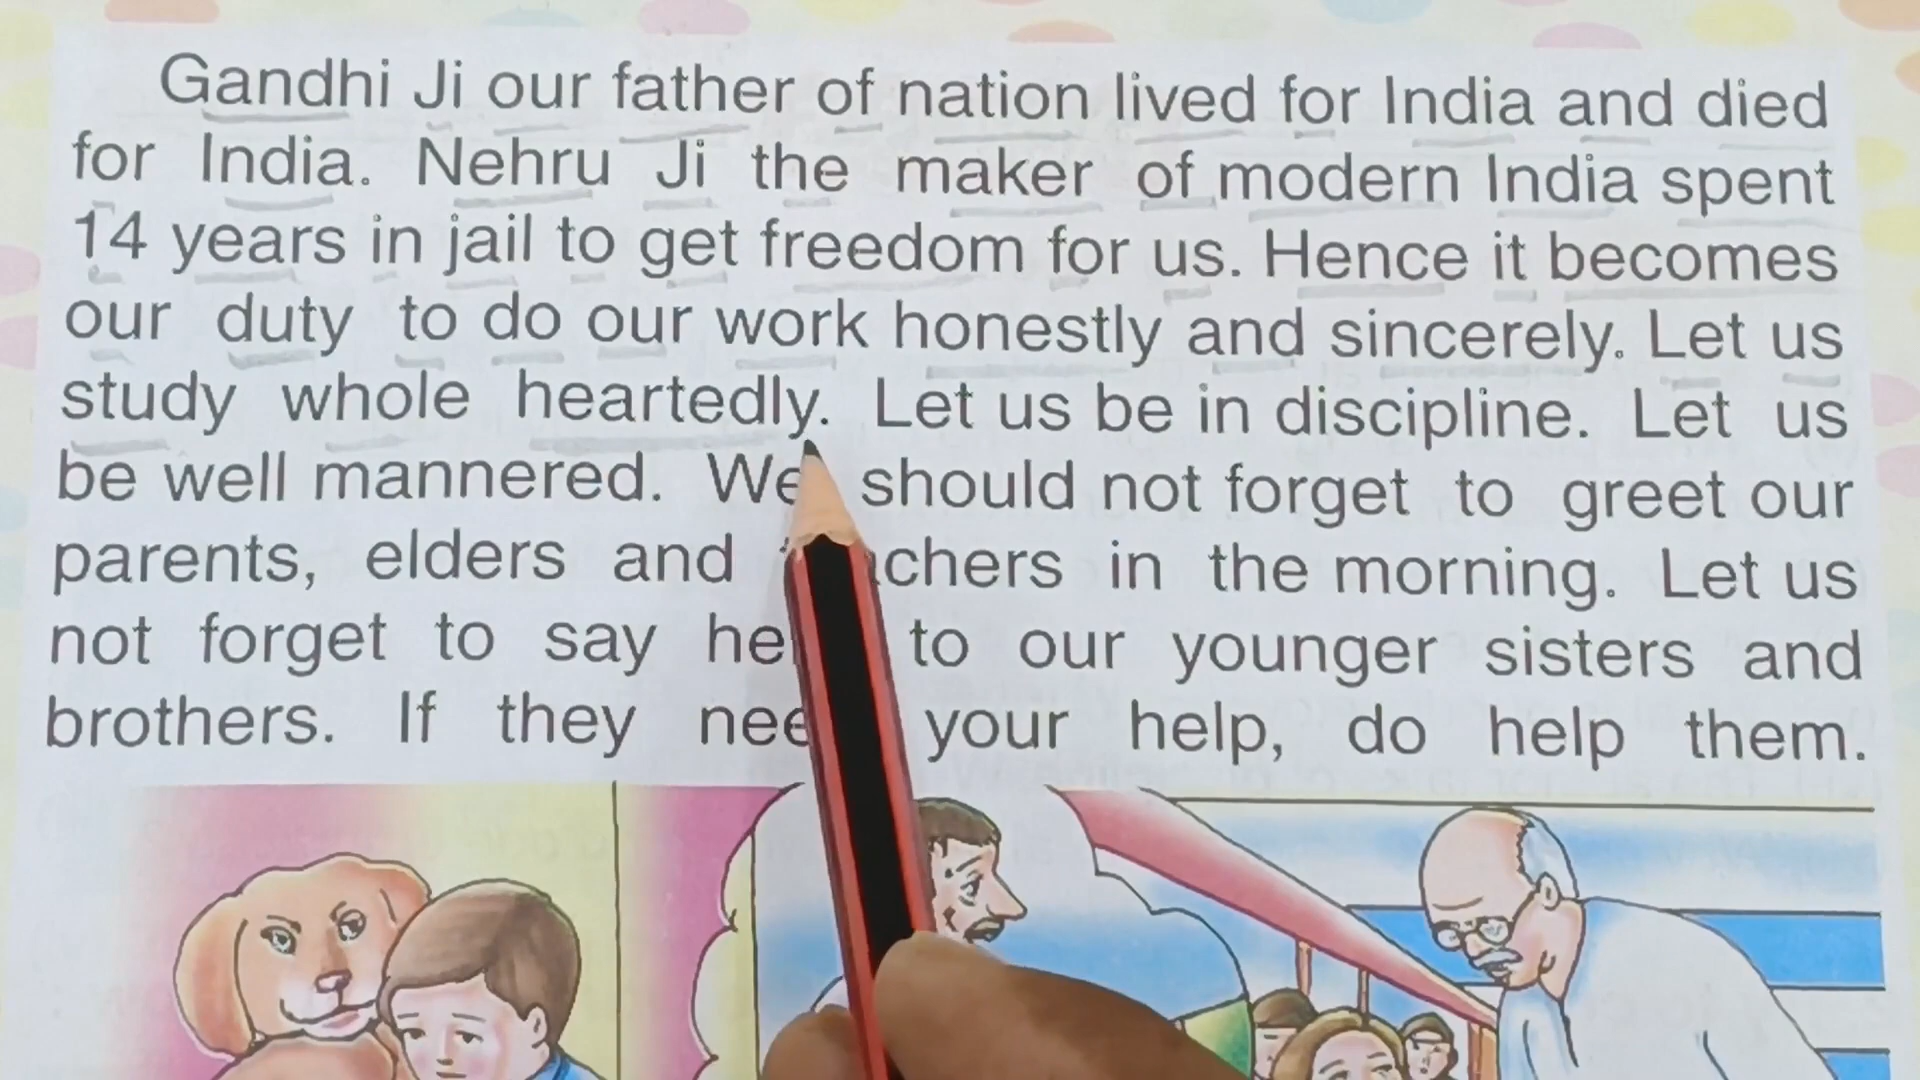 Gandhi Ji our father of nation lived for India and died
for India. Nehru Ji the maker of modern India spent
14 years in jail to get freedom for us. Hence it becomes
our duty to do our work honestly and sincerely. Let us
study whole heartedly. Let us be in discipline. Let us
be well mannered. We should not forget to greet our
parents, elders and in the morning. Let us
not forget to say to our younger sisters and
brothers. If they your help, do help them.